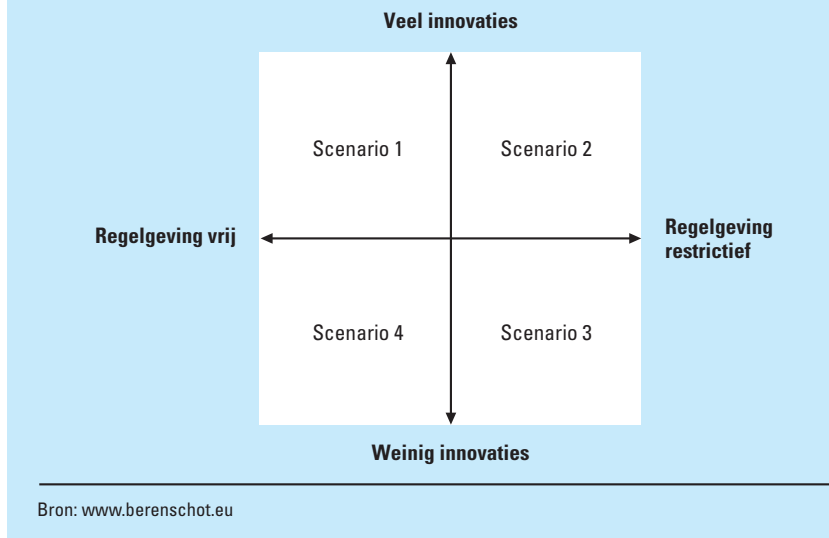 Veel innovaties
Scenario 1
Scenario 2
Regelgeving vrij
Regelgeving
restrictief
Scenario 4
Scenario 3
Weinig innovaties
Bron: www.berenschot.eu